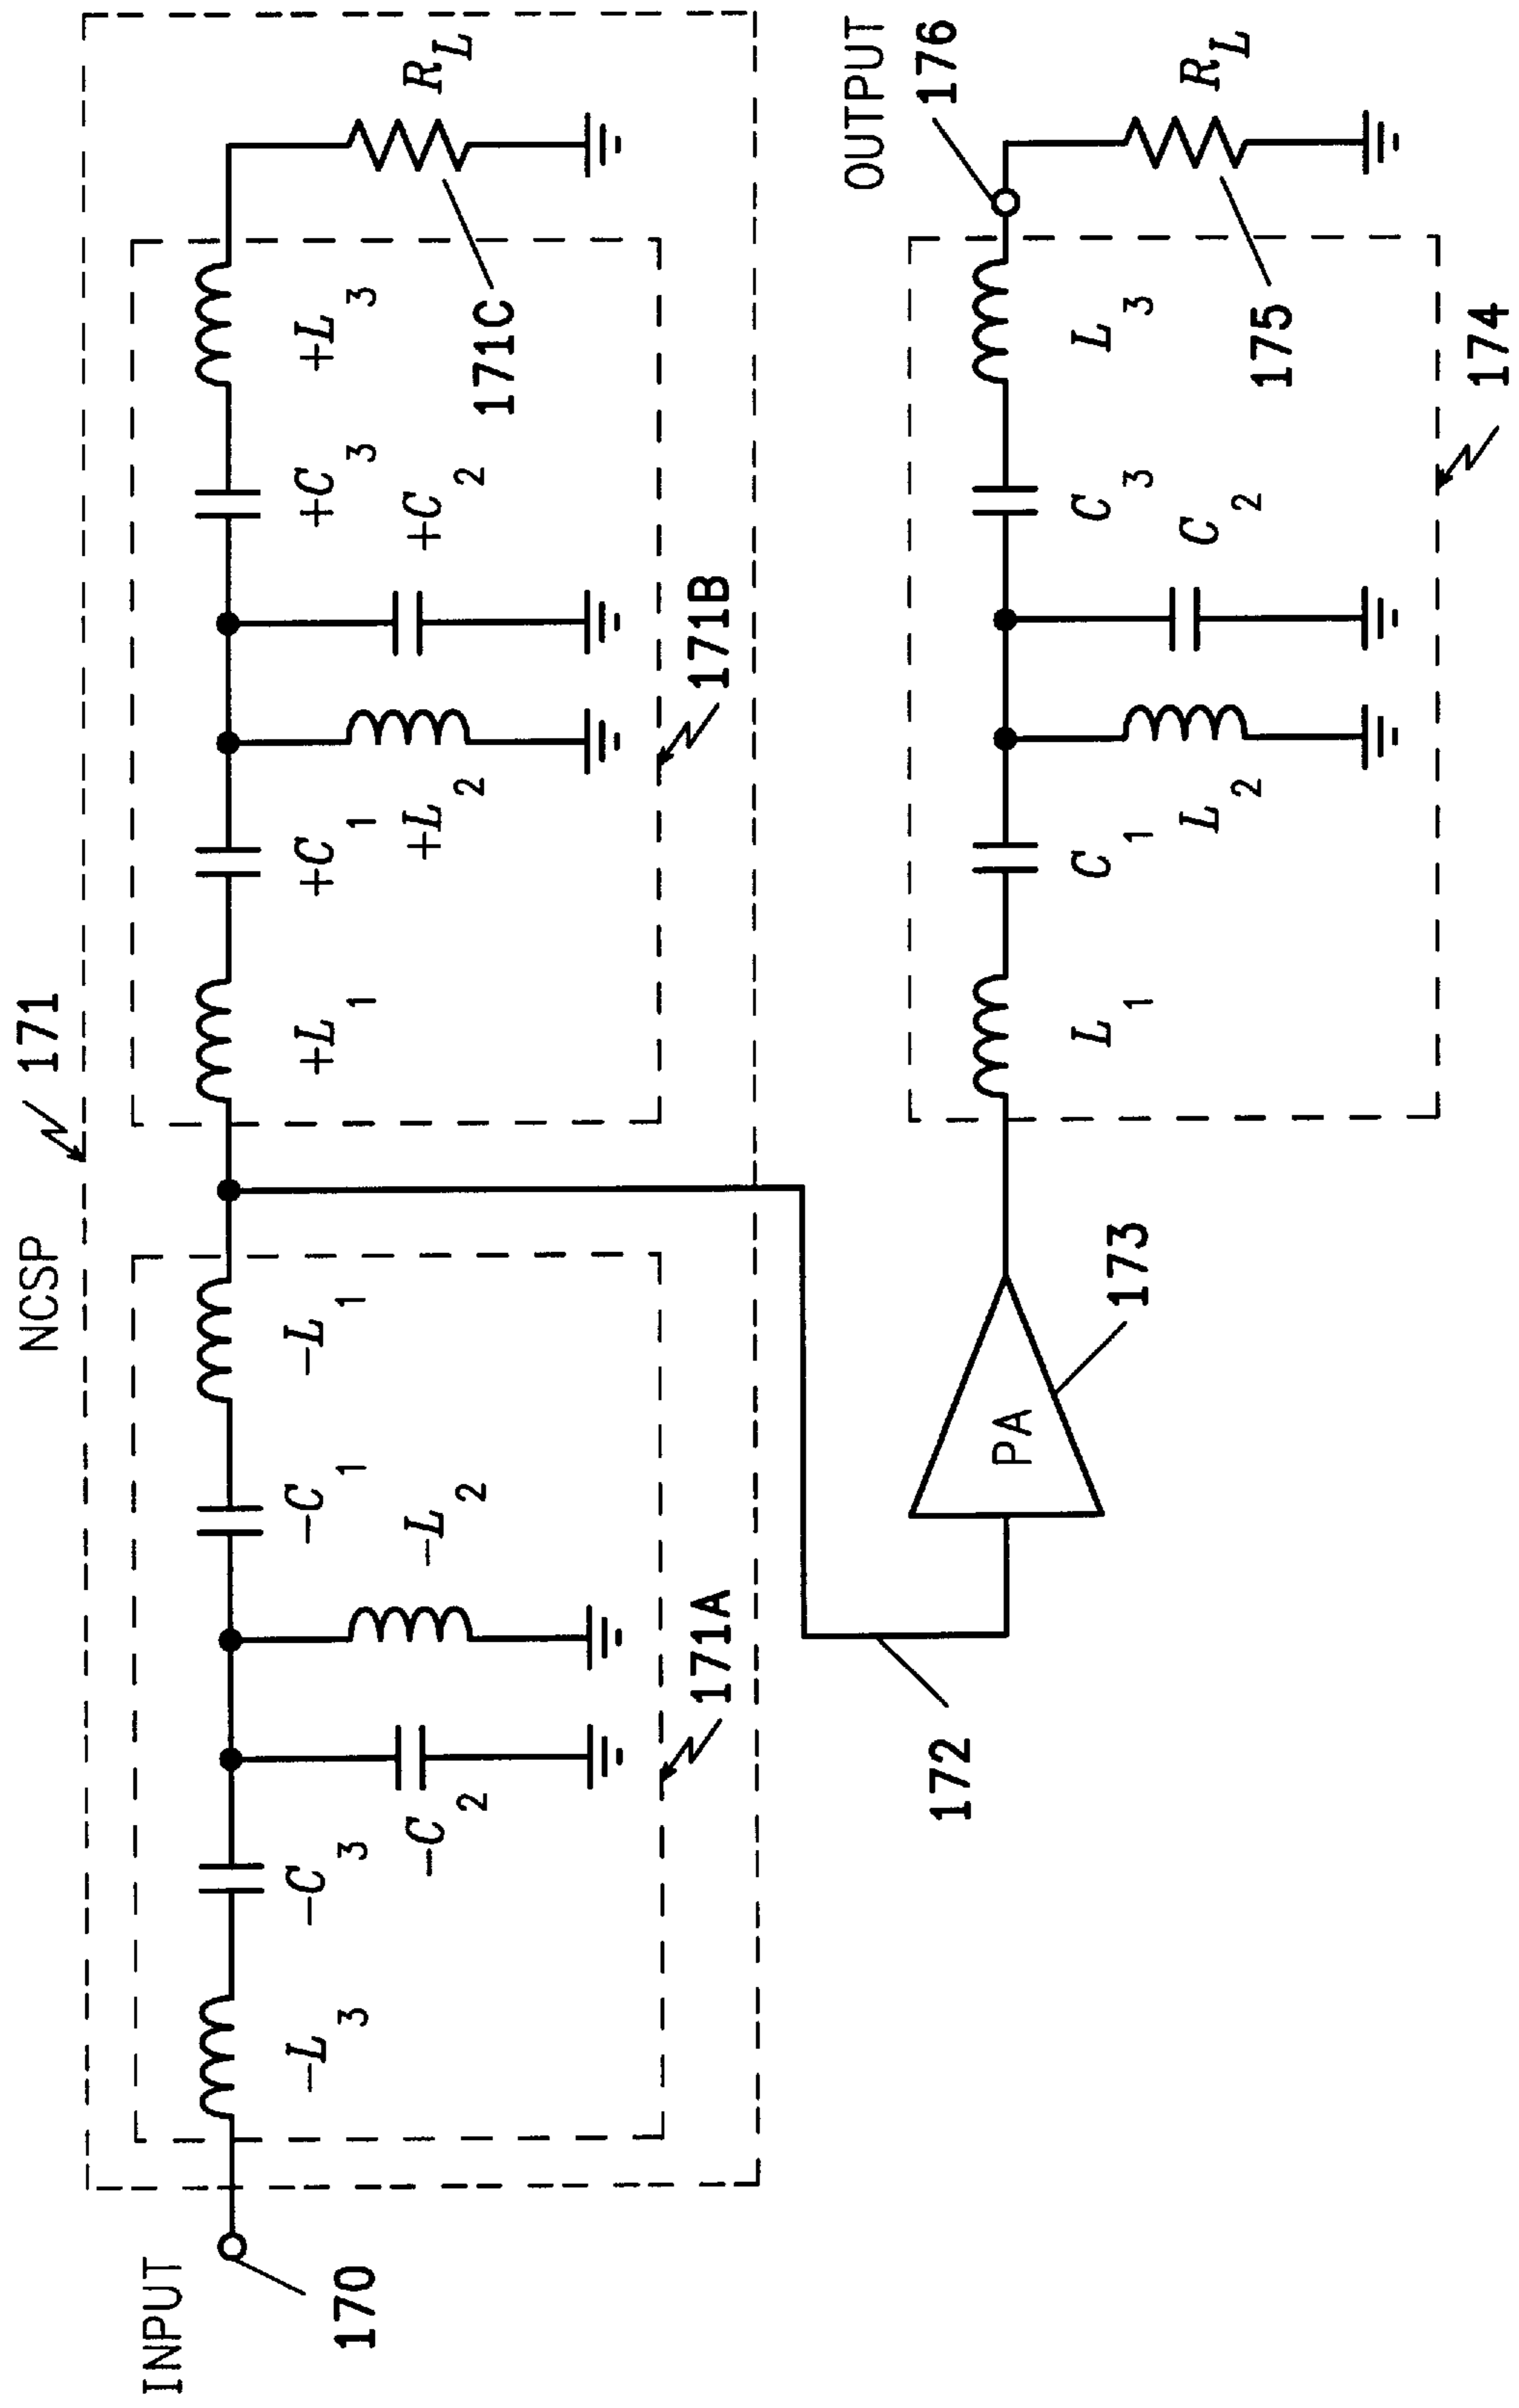 NCSP
171
INPUT
170
-L3
-C3
-C2
-L2
-C1
-L1
171A
+L1
+C1
+L2
+C2
+C3
+L3
171B
171C
RL
172
PA
173
L1
C1
L2
C2
C3
L3
174
OUTPUT
176
RL
175